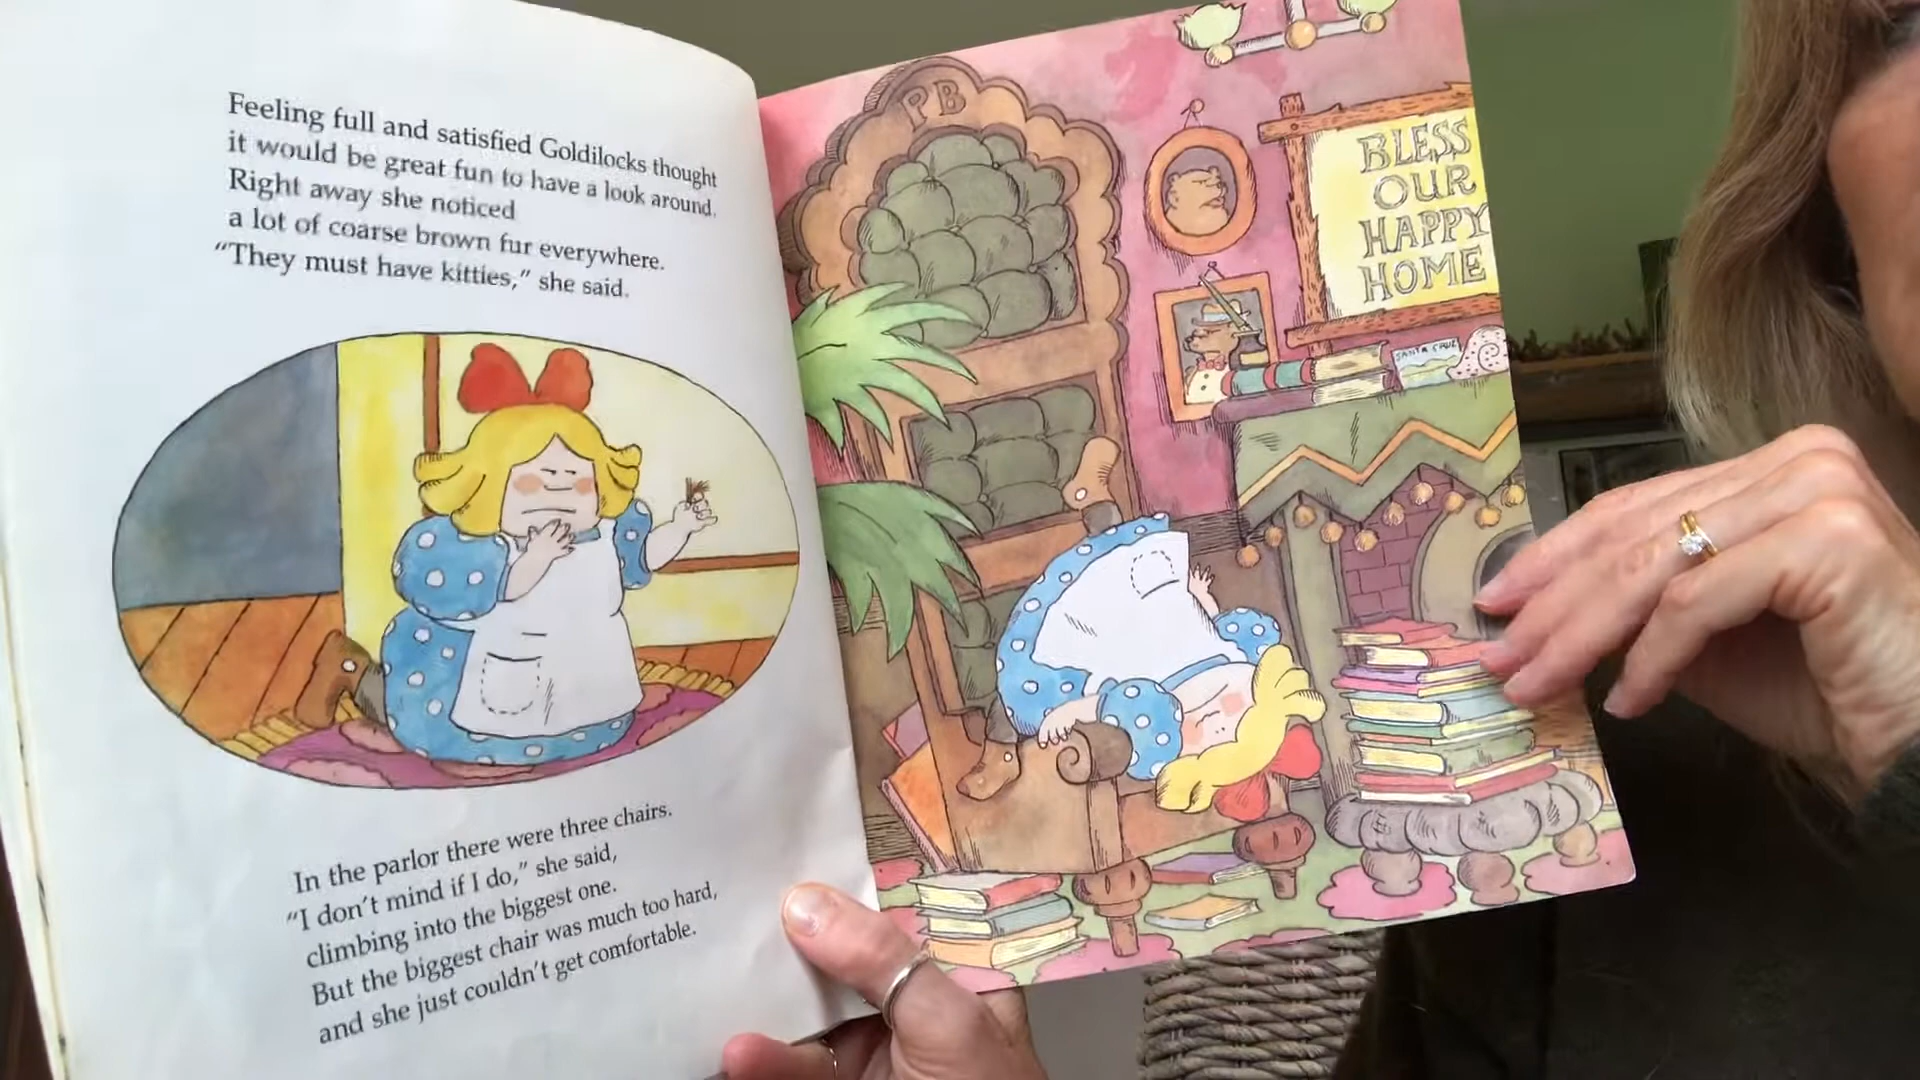 Feeling full and satisfied Goldilocks thought
it would be great fun to have a look around.
Right away she noticed
a lot of coarse brown fur everywhere.
“They must have kitties,” she said.
In the parlor there were three chairs.
“I don’t mind if I do,” she said,
climbing into the biggest one.
But the biggest chair was much too hard,
and she just couldn’t get comfortable.
PB
BLESS
OUR
HAPPY
HOME
SANTA CRUZ